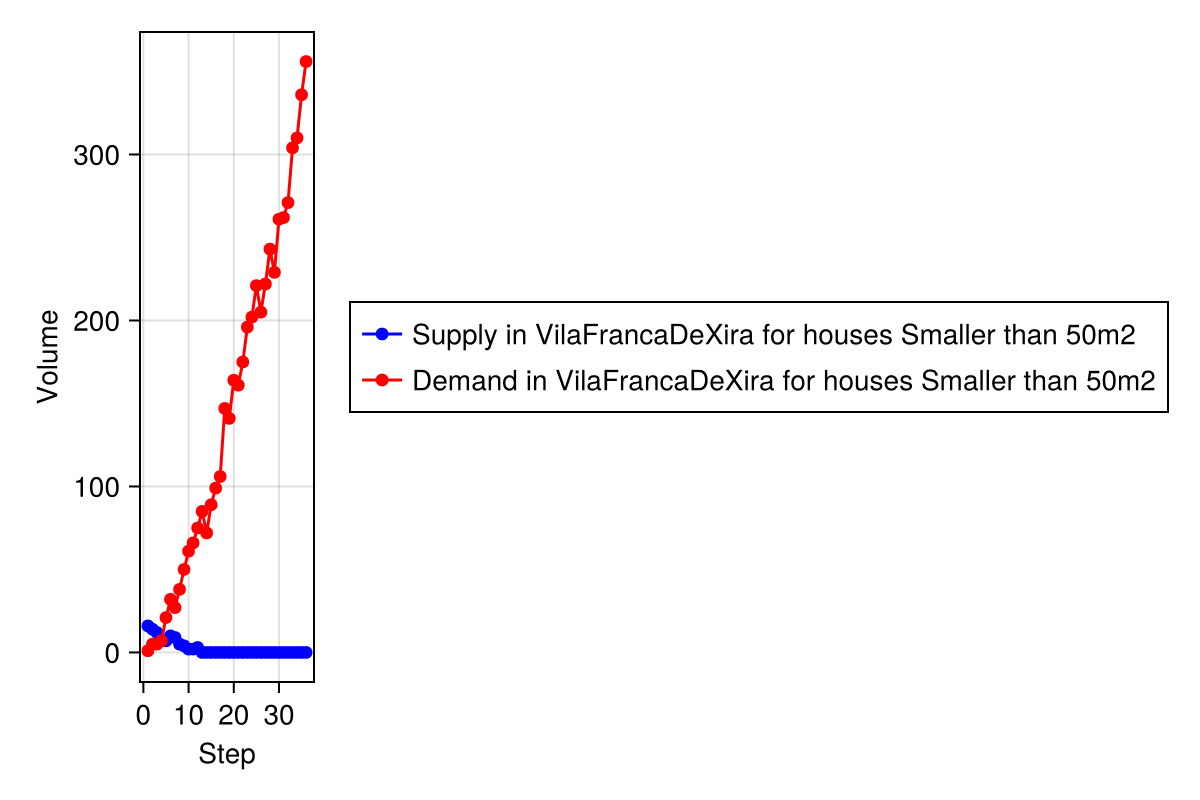 Volume
300
200
100
0
0 10 20 30
Step
Supply in VilaFrancaDeXira for houses Smaller than 50m2
Demand in VilaFrancaDeXira for houses Smaller than 50m2